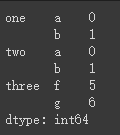 one    a    0
       b    1
two    a    0
       b    1
three  f    5
       g    6
dtype: int64